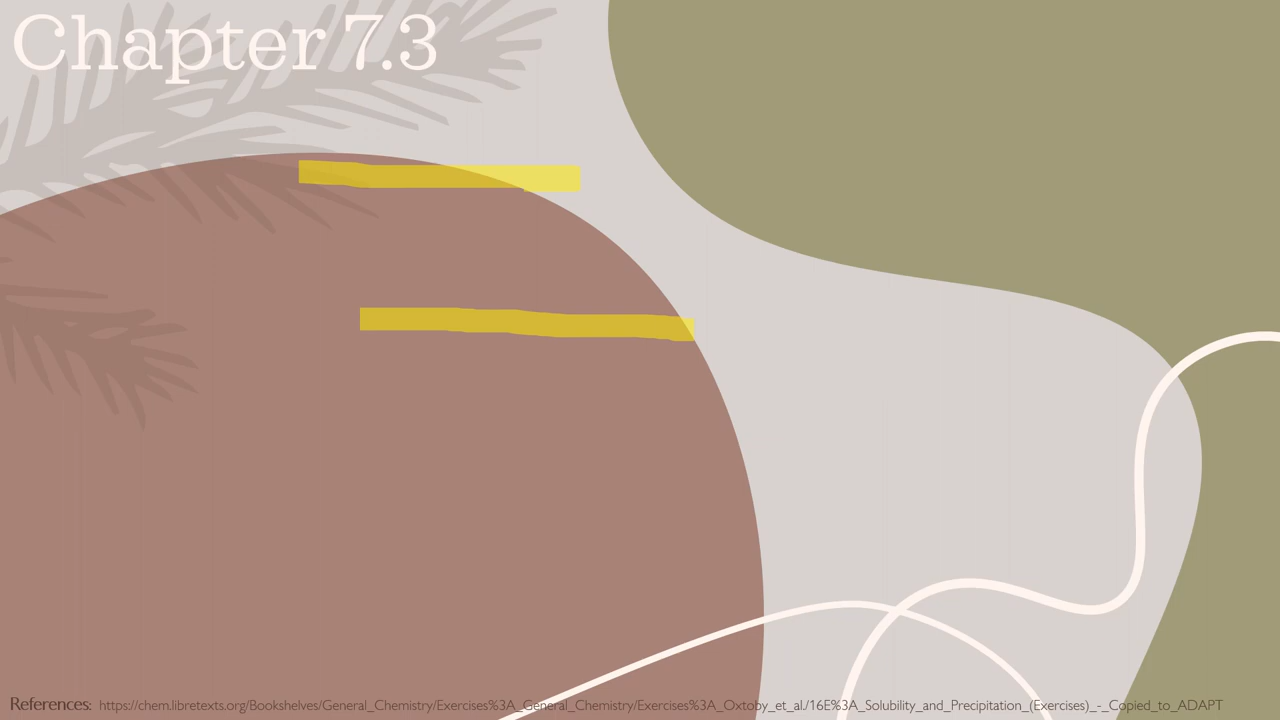 Chapter 7.3
References: https://chem.libretexts.org/Bookshelves/General_Chemistry/Exercises%3A_General_Chemistry/Exercises%3A_Oxtoby_et_al./16E%3A_Solubility_and_Precipitation_(Exercises)_-_Copied_to_ADAPT